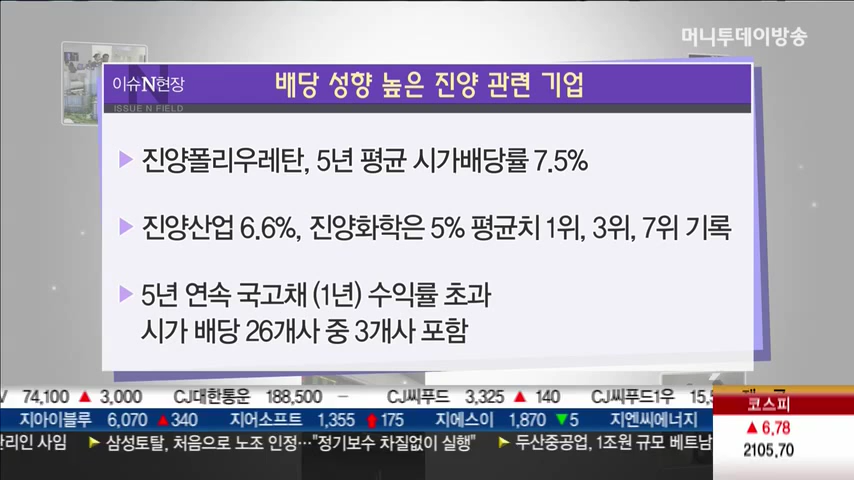 머니투데이방송
이슈N현장
ISSUE N FIELD
배당 성향 높은 진양 관련 기업
▶ 진양폴리우레탄, 5년 평균 시가배당률 7.5%
▶ 진양산업 6.6%, 진양화학은 5% 평균치 1위, 3위, 7위 기록
▶ 5년 연속 국고채 (1년) 수익률 초과
시가 배당 26개사 중 3개사 포함
74,100 ▲ 3,000 CJ대한통운 188,500 – CJ씨푸드 3,325 ▲ 140 CJ씨푸드1우
지아이블루 6,070 ▲340 지어소프트 1,355 175 지에스이 1,870 ▼5 지엔씨에너지
사임 ▶ 삼성토탈, 처음으로 노조 인정…"정기보수 차질없이 실행" ▶ 두산중공업, 1조원 규모 베트남
코스피
▲ 6.78
2105.70